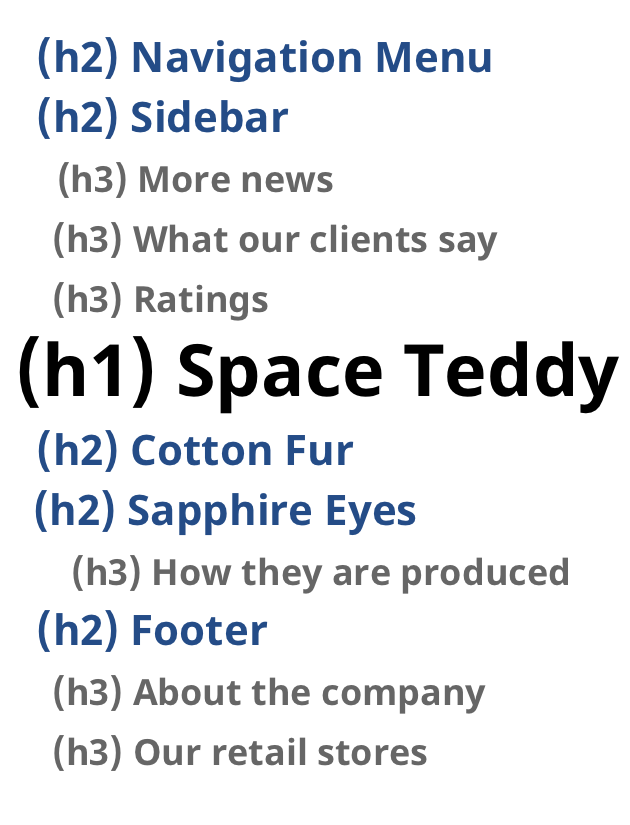 (h2) Navigation Menu
(h2) Sidebar
(h3) More news
(h3) What our clients say
(h3) Ratings
(h1) Space Teddy
(h2) Cotton Fur
(h2) Sapphire Eyes
(h3) How they are produced
(h2) Footer
(h3) About the company
(h3) Our retail stores